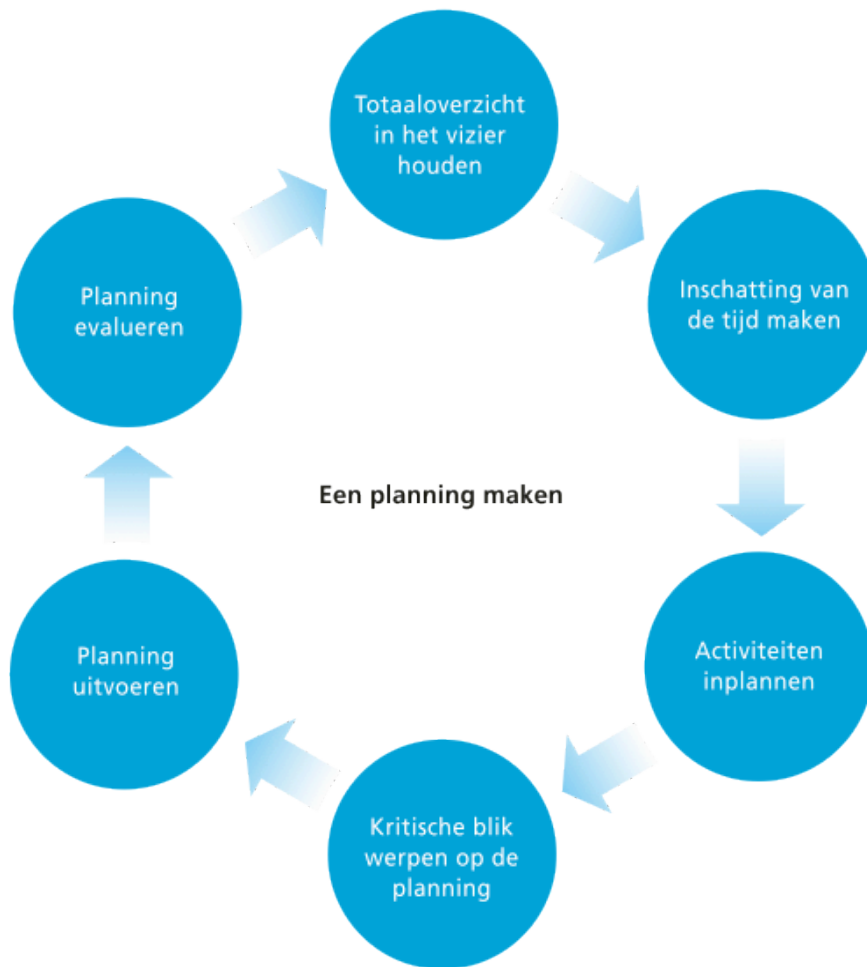 Totaaloverzicht
in het vizier
houden
Inschatting van
de tijd maken
Activiteiten
inplannen
Kritische blik
werpen op de
planning
Planning
uitvoeren
Planning
evalueren
Een planning maken